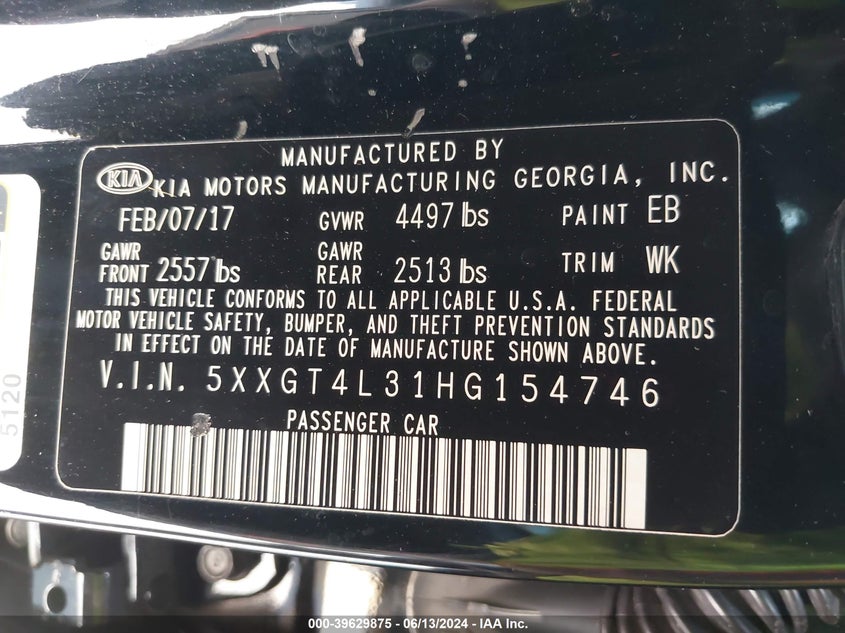 MANUFACTURED BY
KIA KIA MOTORS MANUFACTURING GEORGIA, INC.
FEB/07/17 GVWR 4497 lbs PAINT EB
GAWR FRONT 2557 lbs GAWR REAR 2513 lbs TRIM WK
THIS VEHICLE CONFORMS TO ALL APPLICABLE U.S.A. FEDERAL
MOTOR VEHICLE SAFETY, BUMPER, AND THEFT PREVENTION STANDARDS
IN EFFECT ON THE DATE OF MANUFACTURE SHOWN ABOVE.
V.I.N. 5XXGT4L31HG154746
PASSENGER CAR
5120
000-39629875 - 06/13/2024 - IAA Inc.